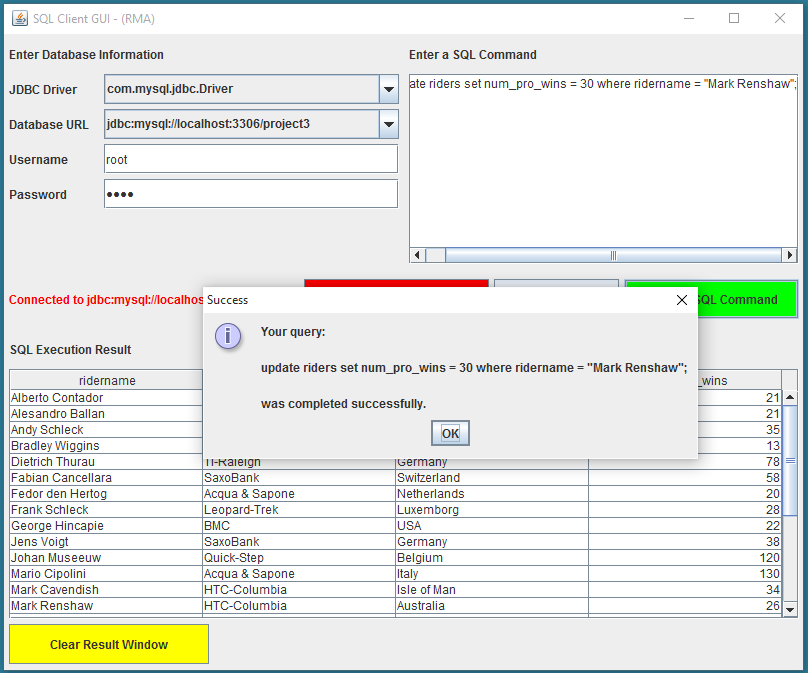 SQL Client GUI - (RMA)
Enter Database Information
Enter a SQL Command
JDBC Driver
com.mysql.jdbc.Driver
ate riders set num_pro_wins = 30 where ridername = "Mark Renshaw";
Database URL
jdbc:mysql://localhost:3306/project3
Username
root
Password
••••
Connected to jdbc:mysql://localhos
SQL Command
Success
Your query:
update riders set num_pro_wins = 30 where ridername = "Mark Renshaw";
was completed successfully.
OK
SQL Execution Result
ridername _wins
Alberto Contador 21
Alesandro Ballan 21
Andy Schleck 35
Bradley Wiggins 13
Dietrich Thurau TI-Raleigh Germany 78
Fabian Cancellara SaxoBank Switzerland 58
Fedor den Hertog Acqua & Sapone Netherlands 20
Frank Schleck Leopard-Trek Luxemborg 28
George Hincapie BMC USA 22
Jens Voigt SaxoBank Germany 38
Johan Museeuw Quick-Step Belgium 120
Mario Cipolini Acqua & Sapone Italy 130
Mark Cavendish HTC-Columbia Isle of Man 34
Mark Renshaw HTC-Columbia Australia 26
Clear Result Window